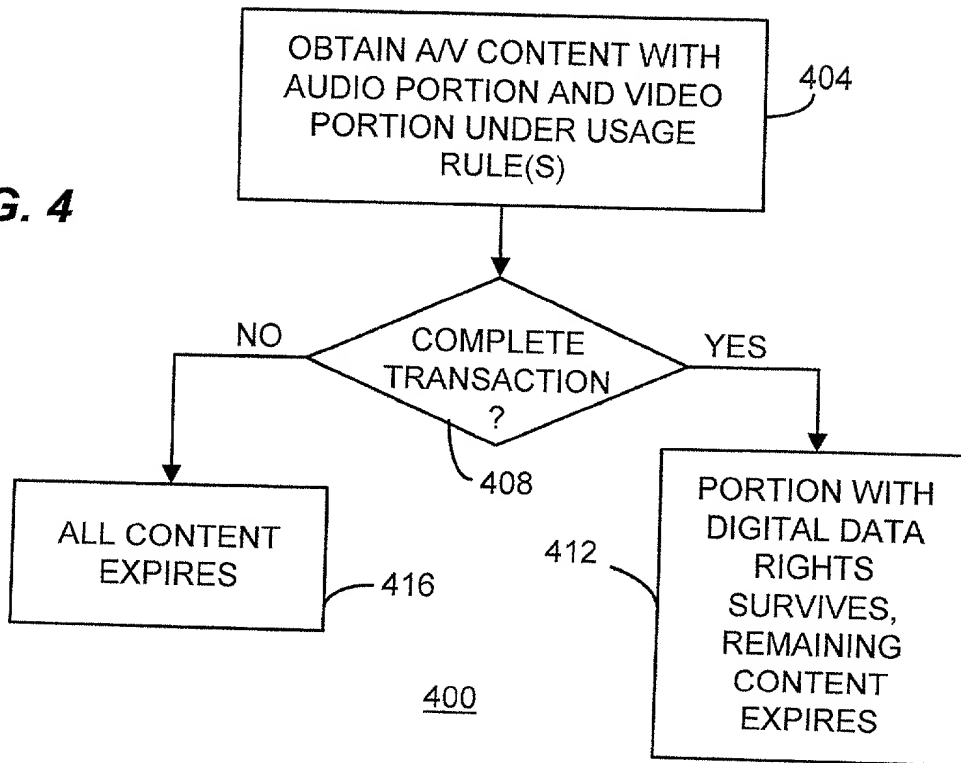 OBTAIN A/V CONTENT WITH
AUDIO PORTION AND VIDEO
PORTION UNDER USAGE
RULE(S)
404
G. 4
NO
COMPLETE
TRANSACTION
?
YES
408
ALL CONTENT
EXPIRES
416
412
PORTION WITH
DIGITAL DATA
RIGHTS
SURVIVES,
REMAINING
CONTENT
EXPIRES
400